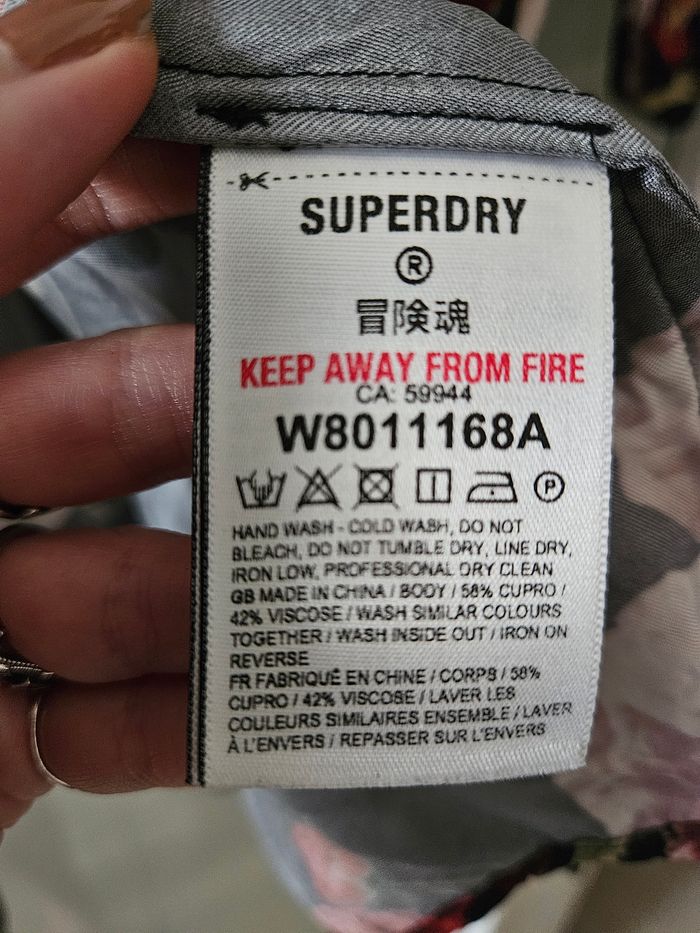 SUPERDRY
®
冒険魂
KEEP AWAY FROM FIRE
CA: 59944
W8011168A
P
HAND WASH - COLD WASH, DO NOT
BLEACH, DO NOT TUMBLE DRY, LINE DRY,
IRON LOW, PROFESSIONAL DRY CLEAN
GB MADE IN CHINA / BODY / 58% CUPRO /
42% VISCOSE / WASH SIMILAR COLOURS
TOGETHER / WASH INSIDE OUT / IRON ON
REVERSE
FR FABRIQUÉ EN CHINE / CORPS / 58%
CUPRO / 42% VISCOSE / LAVER LES
COULEURS SIMILAIRES ENSEMBLE / LAVER
À L'ENVERS / REPASSER SUR L'ENVERS